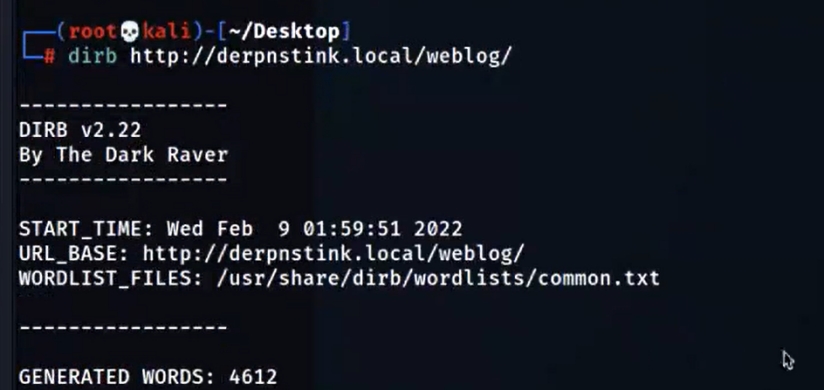 ┌──(root💀kali)-[~/Desktop]
└─# dirb http://derpnstink.local/weblog/
-----------------
DIRB v2.22
By The Dark Raver
-----------------
START_TIME: Wed Feb  9 01:59:51 2022
URL_BASE: http://derpnstink.local/weblog/
WORDLIST_FILES: /usr/share/dirb/wordlists/common.txt
-----------------
GENERATED WORDS: 4612